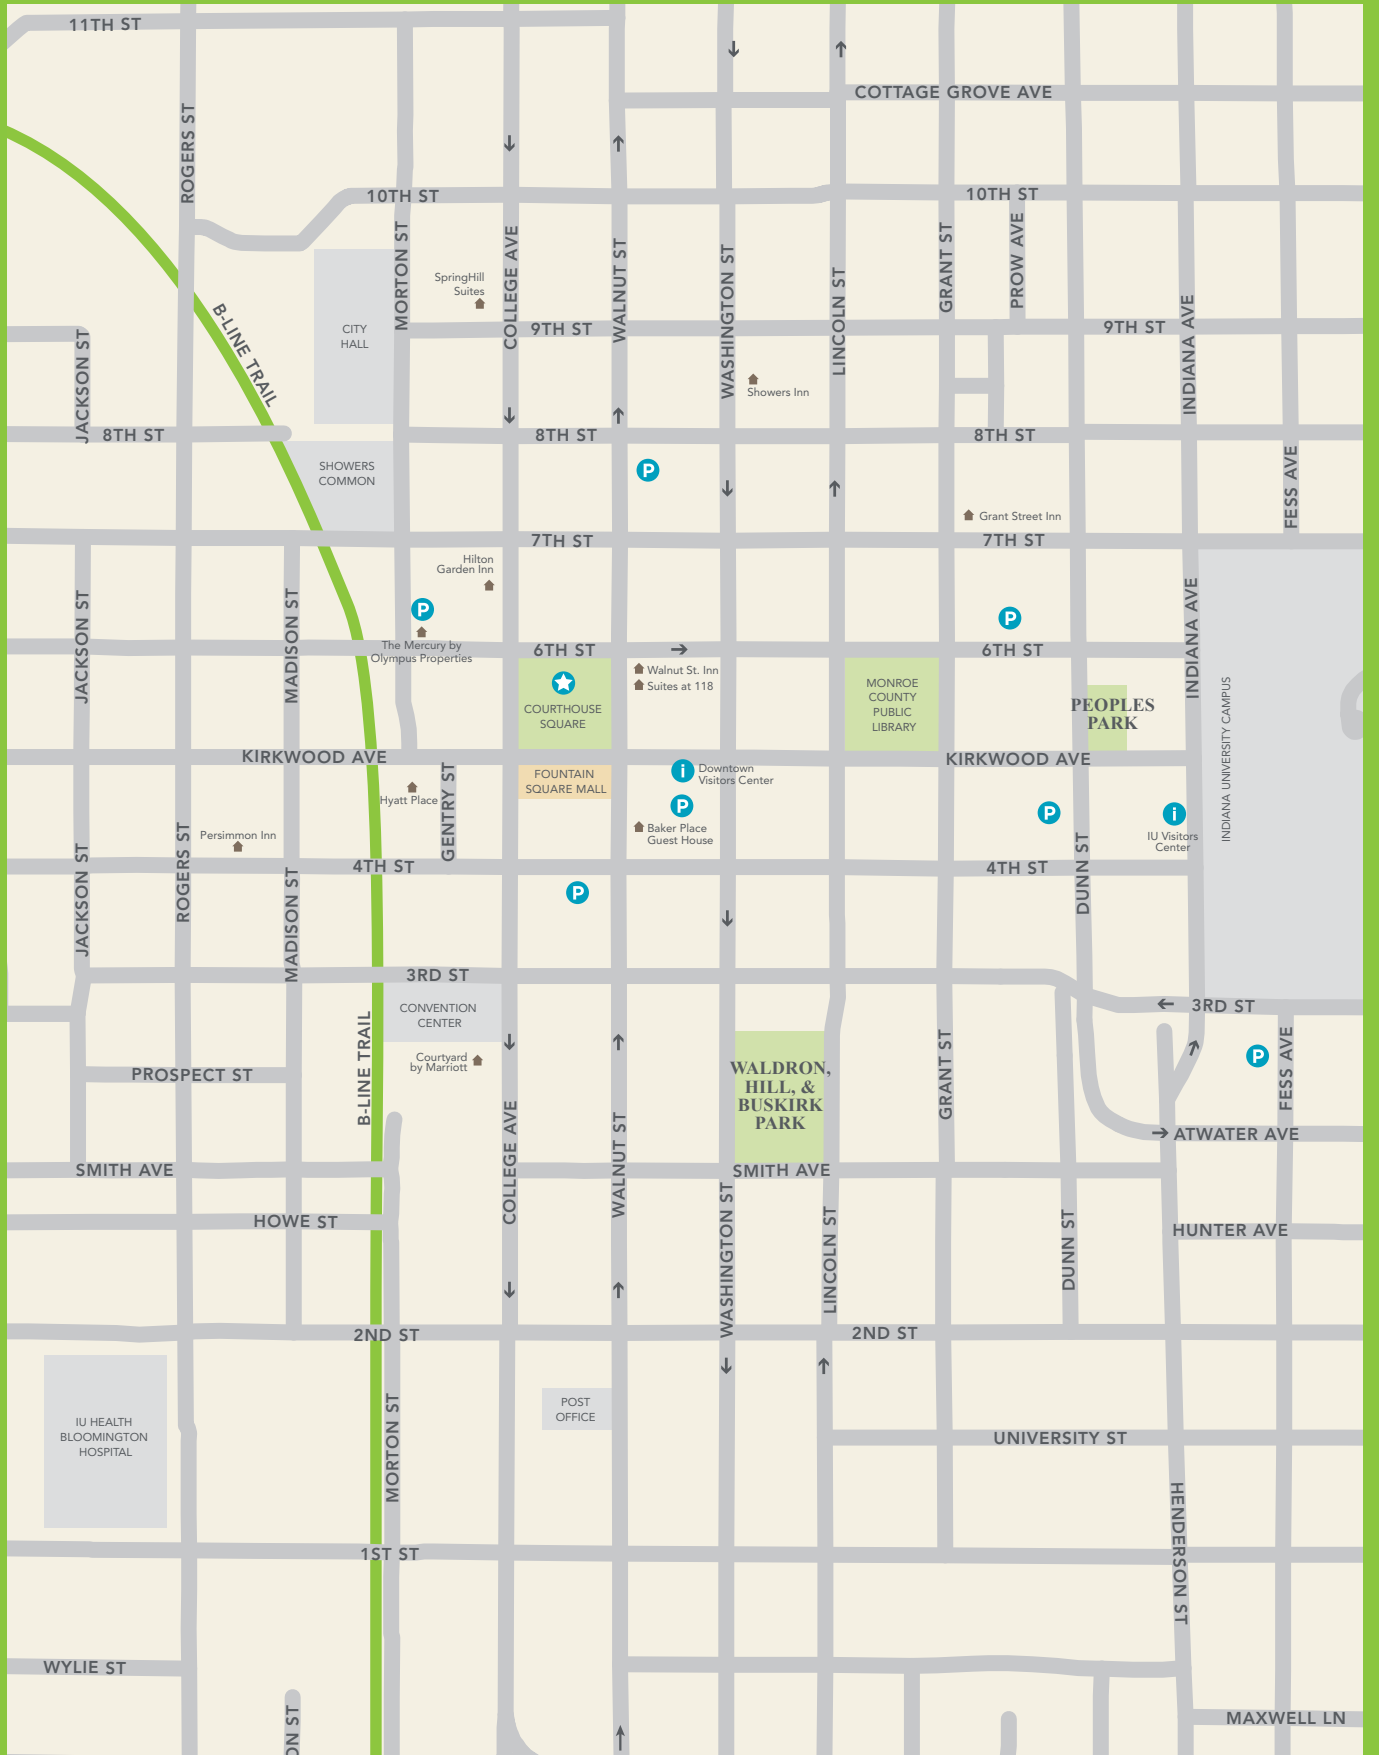 11TH ST
COTTAGE GROVE AVE
ROGERS ST
10TH ST
10TH ST
MORTON ST
COLLEGE AVE
WALNUT ST
WASHINGTON ST
LINCOLN ST
GRANT ST
PROW AVE
INDIANA AVE
SpringHill
Suites
B-LINE TRAIL
CITY
HALL
9TH ST
9TH ST
JACKSON ST
Showers Inn
8TH ST
8TH ST
8TH ST
FESS AVE
SHOWERS
COMMON
P
Grant Street Inn
7TH ST
7TH ST
Hilton
Garden Inn
JACKSON ST
MADISON ST
P
P
INDIANA AVE
The Mercury by
Olympus Properties
6TH ST
6TH ST
Walnut St. Inn
Suites at 118
COURTHOUSE
SQUARE
MONROE
COUNTY
PUBLIC
LIBRARY
PEOPLES
PARK
INDIANA UNIVERSITY CAMPUS
KIRKWOOD AVE
KIRKWOOD AVE
FOUNTAIN
SQUARE MALL
i
Downtown
Visitors Center
Hyatt Place
GENTRY ST
P
P
i
Baker Place
Guest House
IU Visitors
Center
Persimmon Inn
ROGERS ST
JACKSON ST
MADISON ST
4TH ST
4TH ST
DUNN ST
P
3RD ST
3RD ST
CONVENTION
CENTER
Courtyard
by Marriott
B-LINE TRAIL
PROSPECT ST
WALDRON,
HILL, &
BUSKIRK
PARK
GRANT ST
P
FESS AVE
ATWATER AVE
SMITH AVE
SMITH AVE
COLLEGE AVE
WALNUT ST
WASHINGTON ST
LINCOLN ST
DUNN ST
HOWE ST
HUNTER AVE
2ND ST
2ND ST
IU HEALTH
BLOOMINGTON
HOSPITAL
MORTON ST
POST
OFFICE
UNIVERSITY ST
HENDERSON ST
1ST ST
WYLIE ST
ON ST
MAXWELL LN